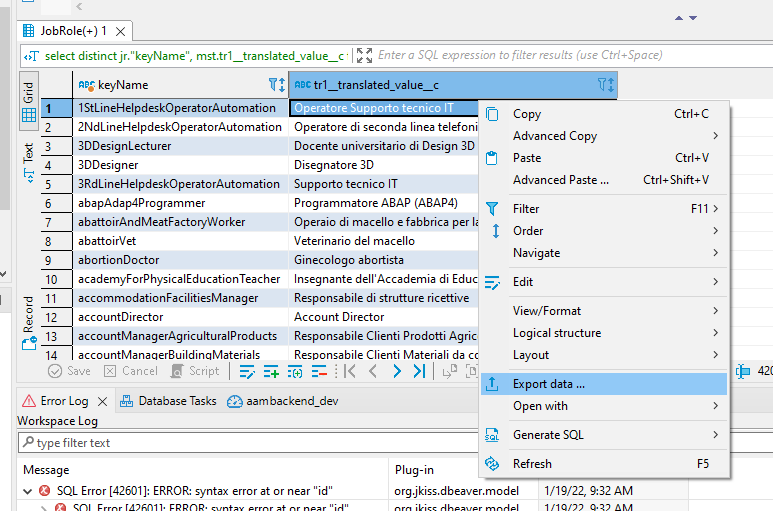 JobRole(+) 1
select distinct jr."keyName", mst.tr1__translated_value__c
Enter a SQL expression to filter results (use Ctrl+Space)
Grid
Text
Record
ABC keyName
ABC tr1__translated_value__c
1 1StLineHelpdeskOperatorAutomation Operatore Supporto tecnico IT
2 2NdLineHelpdeskOperatorAutomation Operatore di seconda linea telefoni
3 3DDesignLecturer Docente universitario di Design 3D
4 3DDesigner Disegnatore 3D
5 3RdLineHelpdeskOperatorAutomation Supporto tecnico IT
6 abapAdap4Programmer Programmatore ABAP (ABAP4)
7 abattoirAndMeatFactoryWorker Operaio di macello e fabbrica per la
8 abattoirVet Veterinario del macello
9 abortionDoctor Ginecologo abortista
10 academyForPhysicalEducationTeacher Insegnante dell'Accademia di Educ
11 accommodationFacilitiesManager Responsabile di strutture ricettive
12 accountDirector Account Director
13 accountManagerAgriculturalProducts Responsabile Clienti Prodotti Agric
14 accountManagerBuildingMaterials Responsabile Clienti Materiali da co
Copy Ctrl+C
Advanced Copy
Paste Ctrl+V
Advanced Paste ... Ctrl+Shift+V
Filter F11
Order
Navigate
Edit
View/Format
Logical structure
Layout
Export data ...
Open with
Generate SQL
Refresh F5
Save Cancel Script
420
Error Log Database Tasks aambackend_dev
Workspace Log
type filter text
Message Plug-in
SQL Error [42601]: ERROR: syntax error at or near "id" org.jkiss.dbeaver.model 1/19/22, 9:32 AM
SQL Error [42601]: ERROR: syntax error at or near "id" org.jkiss.dbeaver.model 1/19/22, 9:32 AM